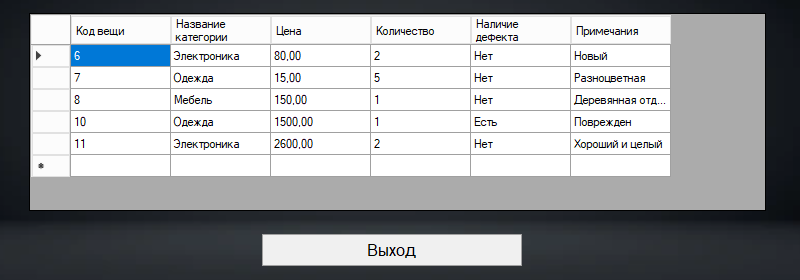 Код вещи Название категории Цена Количество Наличие дефекта Примечания
6 Электроника 80,00 2 Нет Новый
7 Одежда 15,00 5 Нет Разноцветная
8 Мебель 150,00 1 Нет Деревянная отд...
10 Одежда 1500,00 1 Есть Поврежден
11 Электроника 2600,00 2 Нет Хороший и целый
Выход